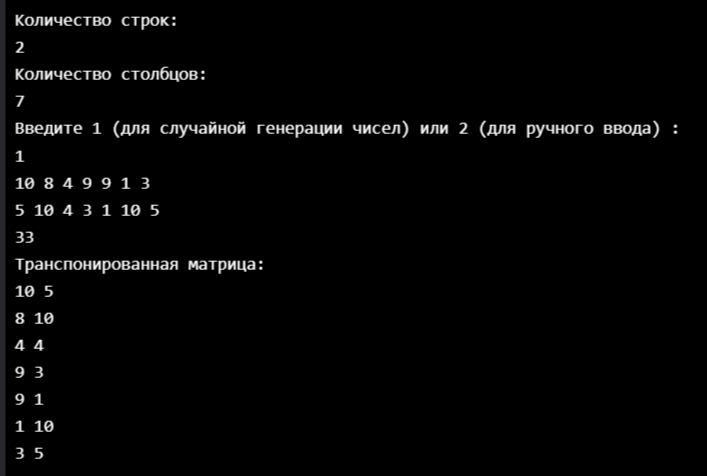 Количество строк:
2
Количество столбцов:
7
Введите 1 (для случайной генерации чисел) или 2 (для ручного ввода) :
1
10 8 4 9 9 1 3
5 10 4 3 1 10 5
33
Транспонированная матрица:
10 5
8 10
4 4
9 3
9 1
1 10
3 5